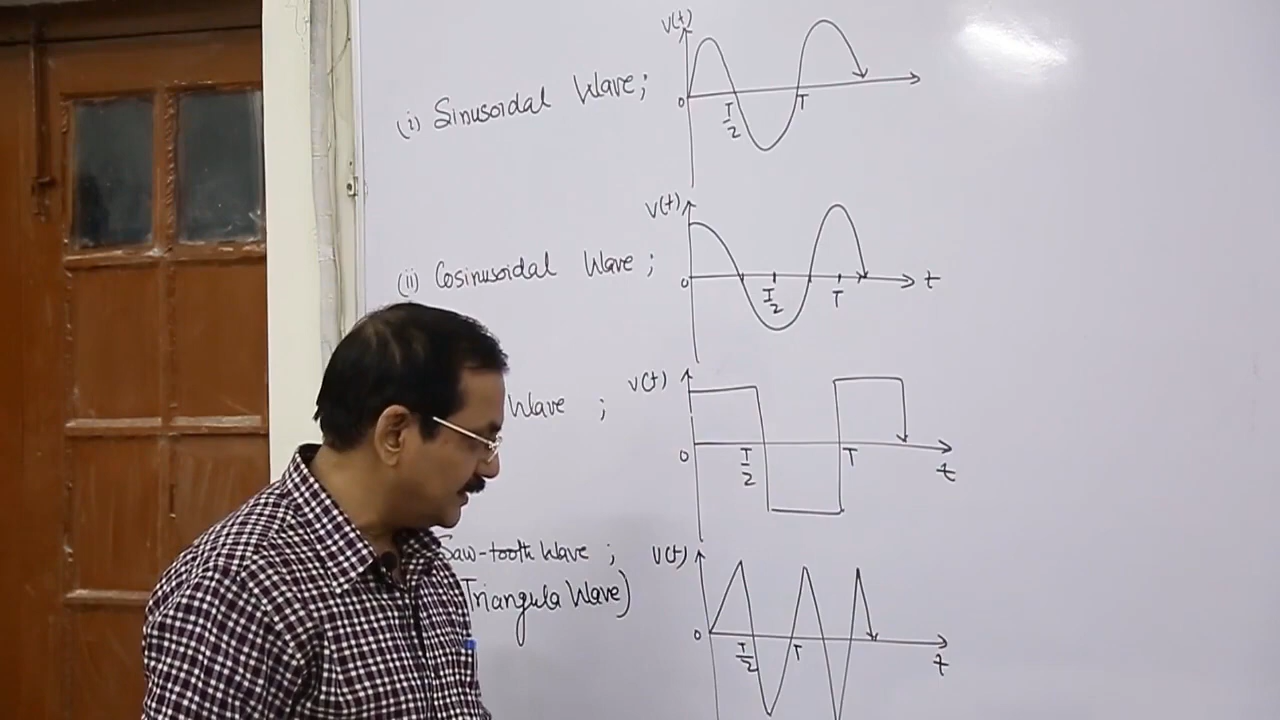 V(t)
(i) Sinusoidal Wave;
0
T/2
T
V(t)
(ii) Cosinusoidal Wave;
0
T/2
T
t
V(t)
Wave ;
0
T/2
T
t
Saw-tooth Wave ;
V(t)
Triangula Wave)
0
T/2
T
t